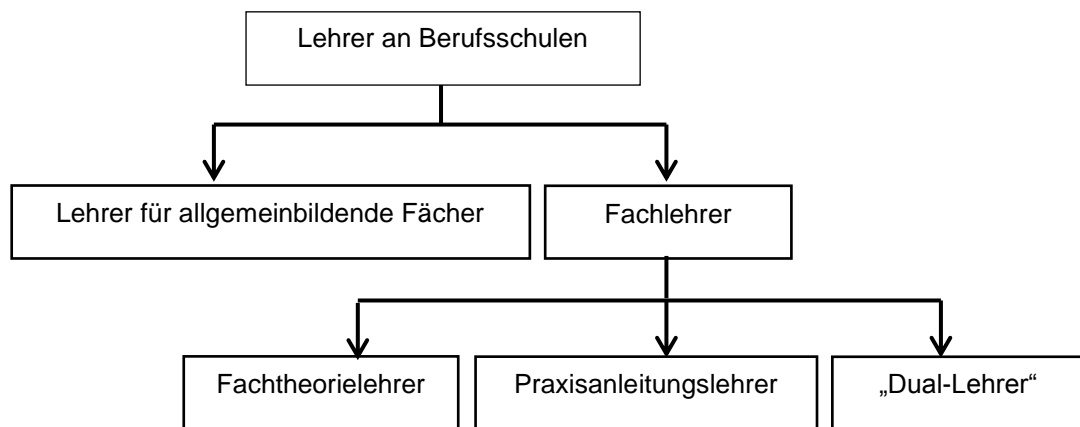 Lehrer an Berufsschulen
Lehrer für allgemeinbildende Fächer
Fachlehrer
Fachtheorielehrer
Praxisanleitungslehrer
„Dual-Lehrer“